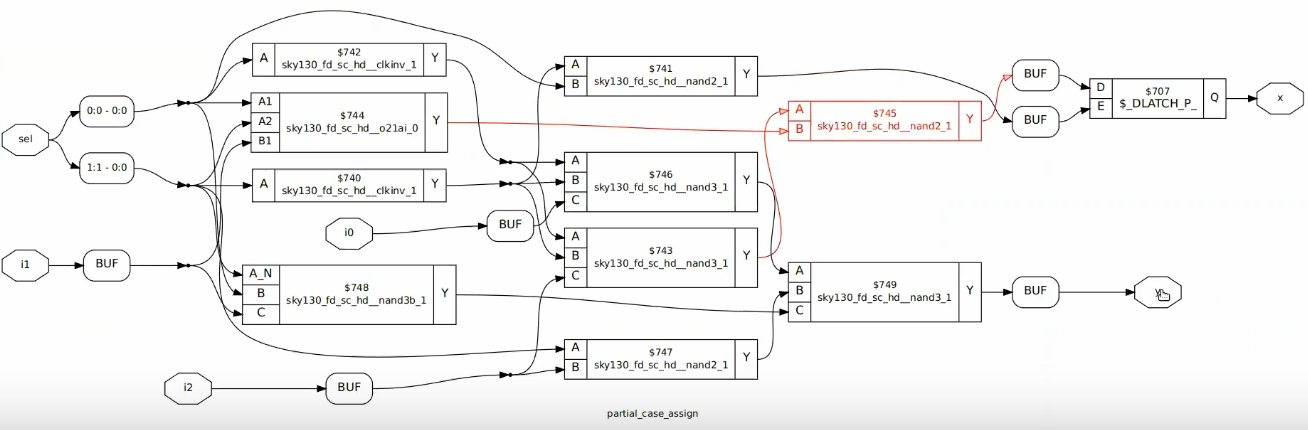 sel
0:0 - 0:0
1:1 - 0:0
i1
BUF
A
$742
sky130_fd_sc_hd__clkinv_1
Y
A1
A2
B1
$744
sky130_fd_sc_hd__o21ai_0
Y
A
$740
sky130_fd_sc_hd__clkinv_1
Y
i0
BUF
A_N
B
C
$748
sky130_fd_sc_hd__nand3b_1
Y
i2
BUF
A
B
$741
sky130_fd_sc_hd__nand2_1
Y
A
B
C
$746
sky130_fd_sc_hd__nand3_1
Y
A
B
C
$743
sky130_fd_sc_hd__nand3_1
Y
A
B
$747
sky130_fd_sc_hd__nand2_1
Y
A
B
$745
sky130_fd_sc_hd__nand2_1
Y
A
B
C
$749
sky130_fd_sc_hd__nand3_1
Y
BUF
BUF
BUF
D
E
$707
$_DLATCH_P_
Q
x
partial_case_assign